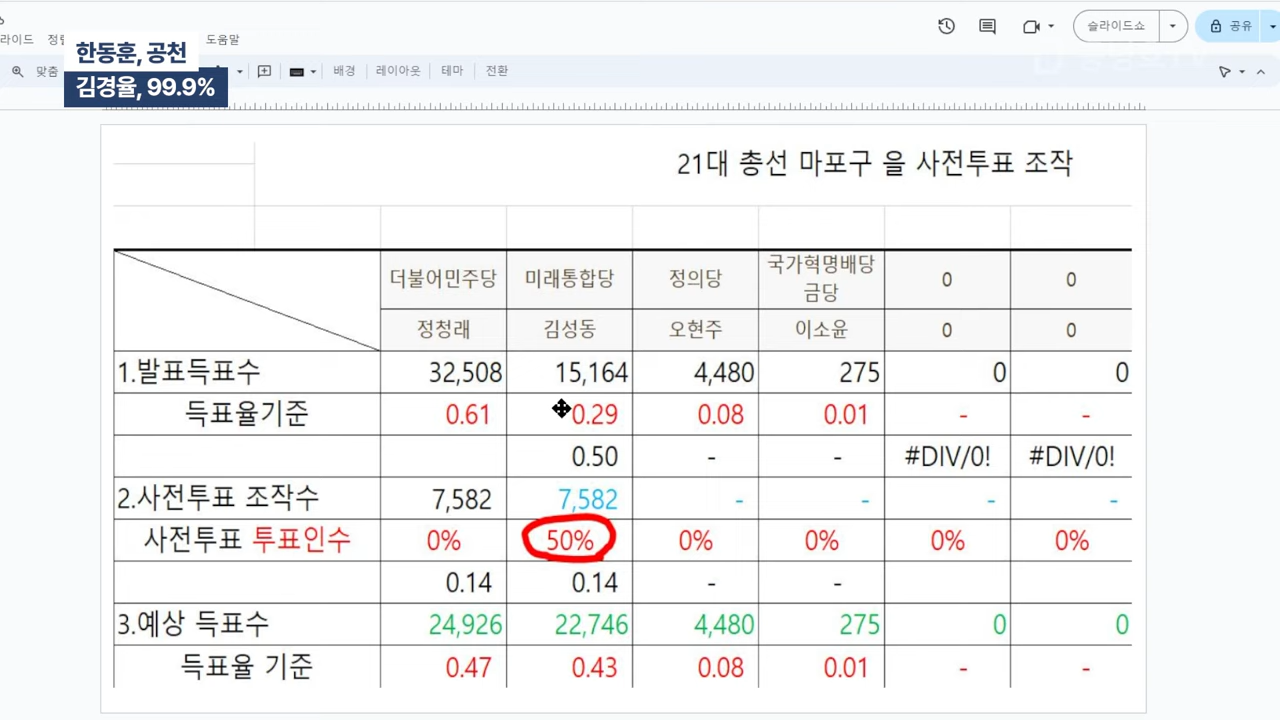 라이드
도움말
한동훈, 공천
김경율, 99.9%
슬라이드쇼
공유
맞춤
배경
레이아웃
테마
전환
21대 총선 마포구 을 사전투표 조작
더불어민주당 미래통합당 정의당 국가혁명배당 0 0
금당
정청래 김성동 오현주 이소윤 0 0
1.발표득표수 32,508 15,164 4,480 275 0 0
득표율기준 0.61 0.29 0.08 0.01 - -
0.50 - - #DIV/0! #DIV/0!
2.사전투표 조작수 7,582 7,582 - - - -
사전투표 투표인수 0% 50% 0% 0% 0% 0%
0.14 0.14 - -
3.예상 득표수 24,926 22,746 4,480 275 0 0
득표율 기준 0.47 0.43 0.08 0.01 - -